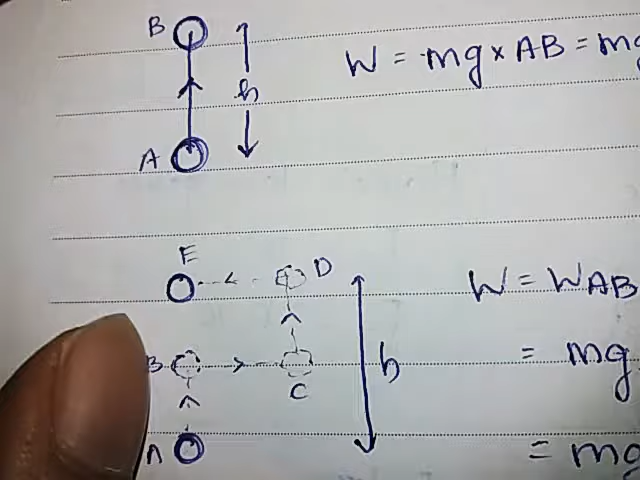 B
W = mg × AB = mg
h
A
E
D
W = WAB
B
h
= mg
C
A
= mg